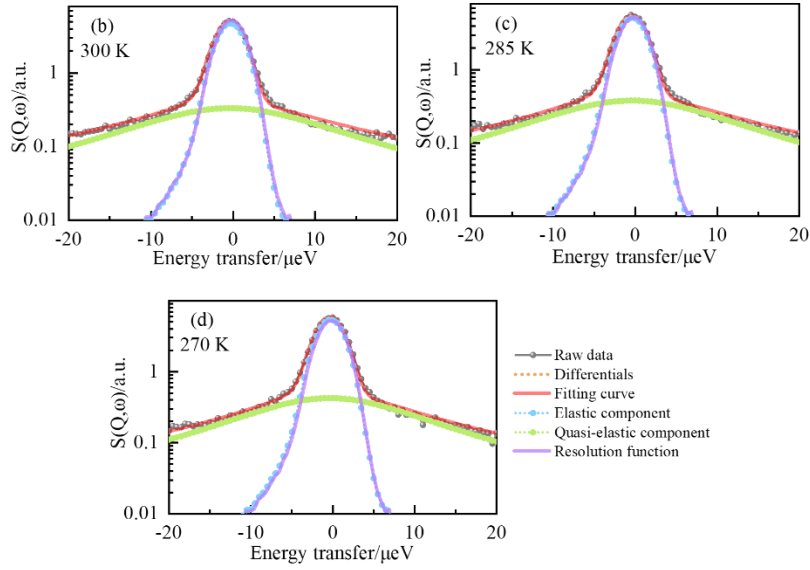 (b)
300 K
S(Q,ω)/a.u.
1
0.1
0.01
-20 -10 0 10 20
Energy transfer/μeV
(c)
285 K
S(Q,ω)/a.u.
1
0.1
0.01
-20 -10 0 10 20
Energy transfer/μeV
(d)
270 K
S(Q,ω)/a.u.
1
0.1
0.01
-20 -10 0 10 20
Energy transfer/μeV
Raw data
Differentials
Fitting curve
Elastic component
Quasi-elastic component
Resolution function